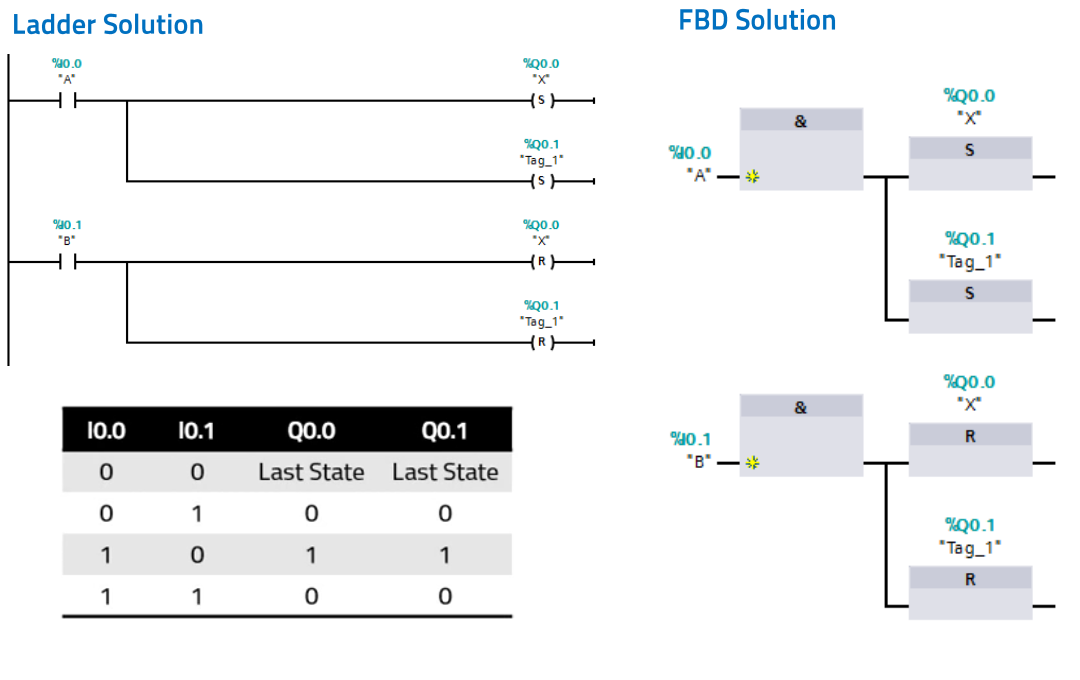 Ladder Solution
%I0.0
"A"
%Q0.0
"X"
S
%Q0.1
"Tag_1"
S
%I0.1
"B"
%Q0.0
"X"
R
%Q0.1
"Tag_1"
R
I0.0 I0.1 Q0.0 Q0.1
0 0 Last State Last State
0 1 0 0
1 0 1 1
1 1 0 0
FBD Solution
&
%I0.0
"A"
%Q0.0
"X"
S
%Q0.1
"Tag_1"
S
&
%I0.1
"B"
%Q0.0
"X"
R
%Q0.1
"Tag_1"
R